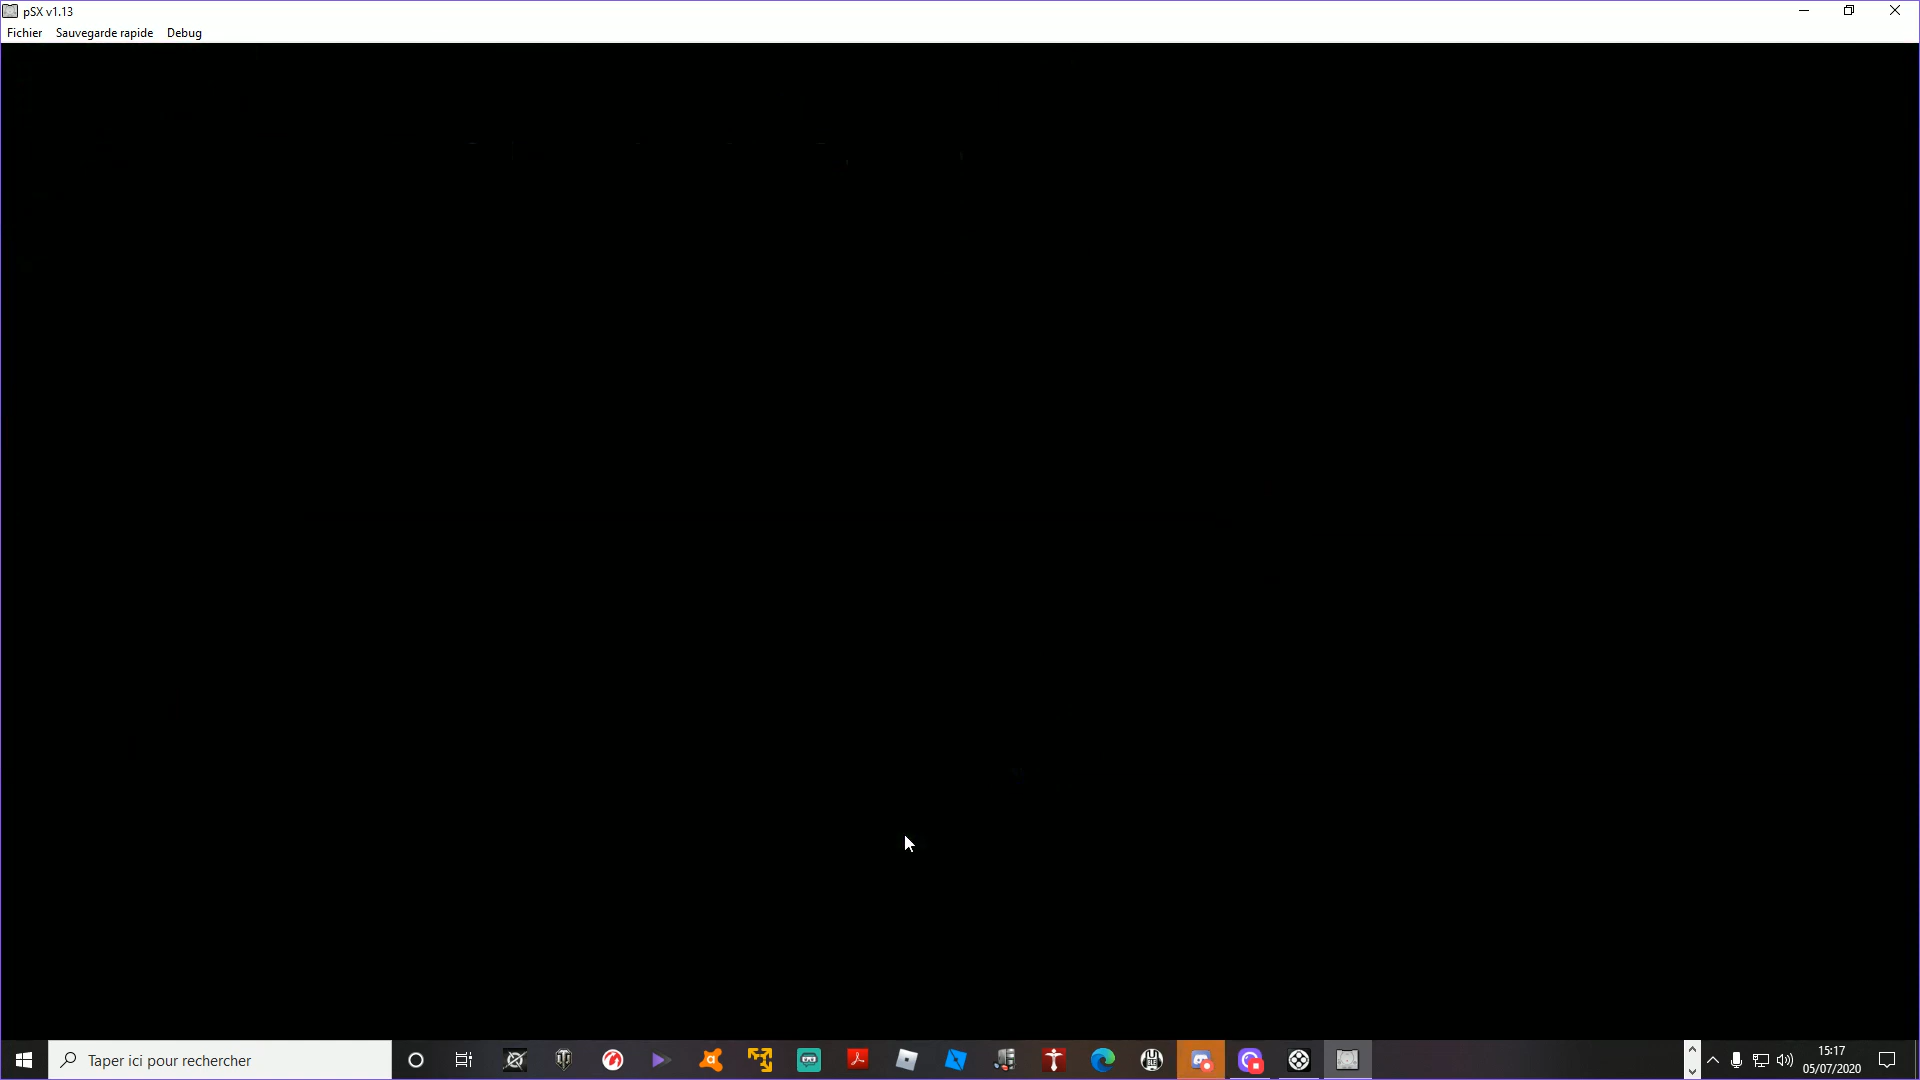 pSX v1.13
Fichier Sauvegarde rapide Debug
Taper ici pour rechercher
15:17
05/07/2020